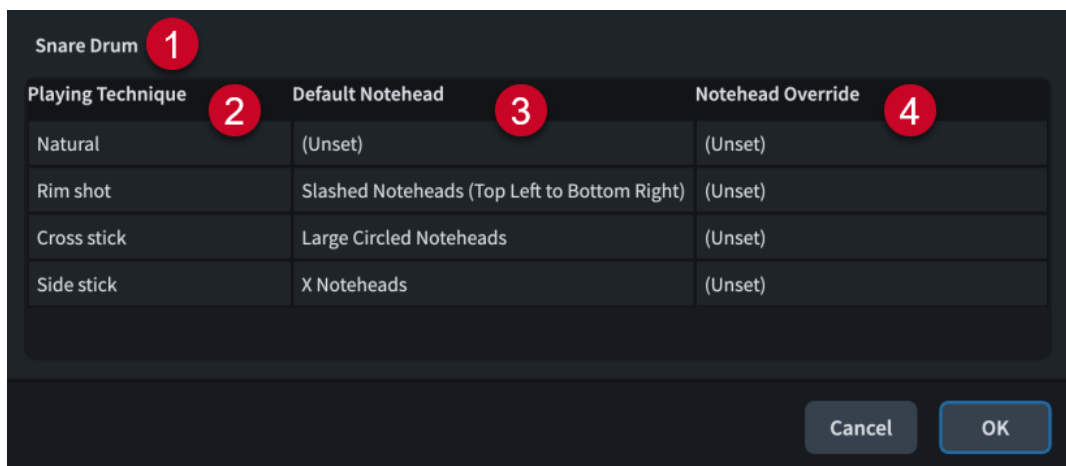 Snare Drum 1
Playing Technique 2 Default Notehead 3 Notehead Override 4
Natural (Unset) (Unset)
Rim shot Slashed Noteheads (Top Left to Bottom Right) (Unset)
Cross stick Large Circled Noteheads (Unset)
Side stick X Noteheads (Unset)
Cancel OK